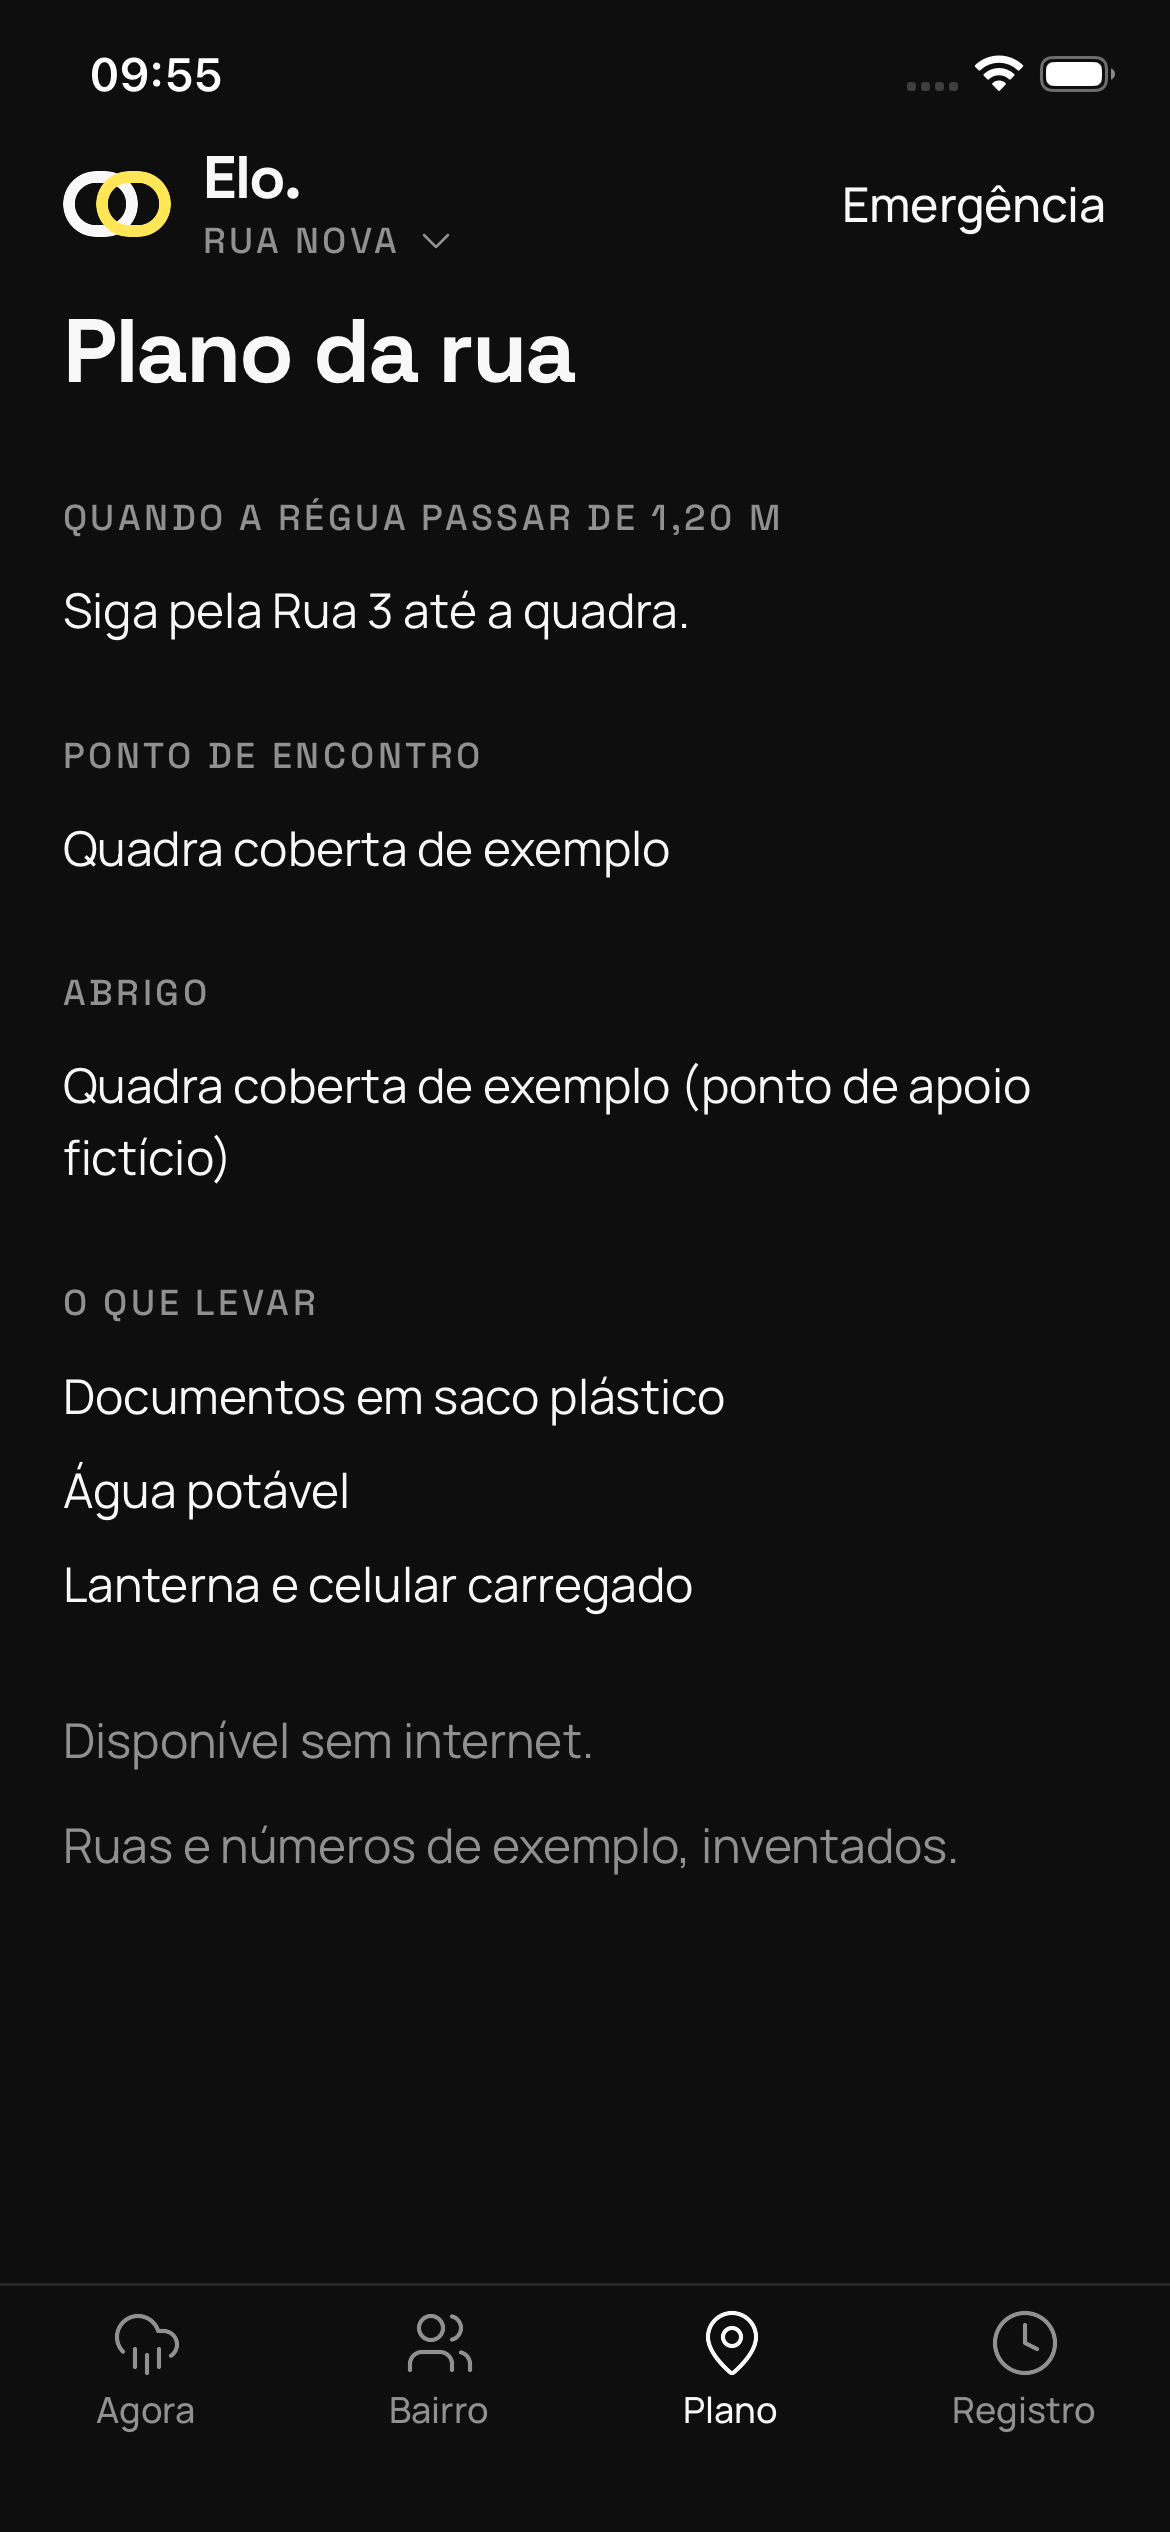 09:55
Elo.
RUA NOVA
Emergência
Plano da rua
QUANDO A RÉGUA PASSAR DE 1,20 M
Siga pela Rua 3 até a quadra.
PONTO DE ENCONTRO
Quadra coberta de exemplo
ABRIGO
Quadra coberta de exemplo (ponto de apoio
fictício)
O QUE LEVAR
Documentos em saco plástico
Água potável
Lanterna e celular carregado
Disponível sem internet.
Ruas e números de exemplo, inventados.
Agora
Bairro
Plano
Registro